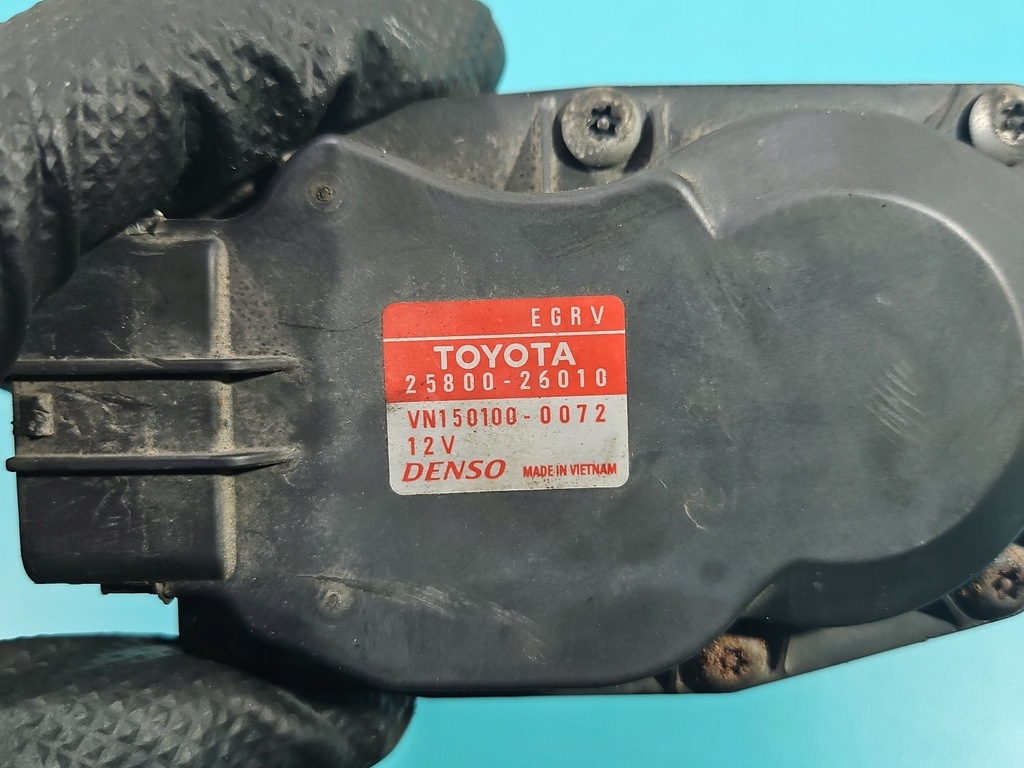 EGRV
TOYOTA
25800-26010
VN150100-0072
12V
DENSO MADE IN VIETNAM